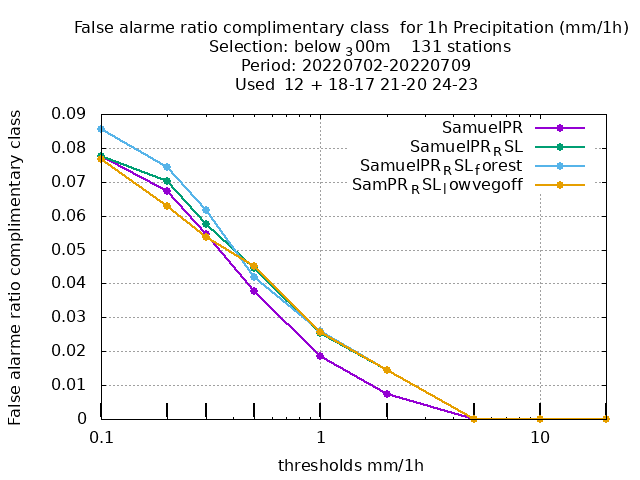 False alarme ratio complimentary class  for 1h Precipitation (mm/1h)
Selection: below ₃00m    131 stations
Period: 20220702-20220709
Used  12 + 18-17 21-20 24-23
False alarme ratio complimentary class
0.09
0.08
0.07
0.06
0.05
0.04
0.03
0.02
0.01
0
SamuelPR
SamuelPR_RSL
SamuelPR_RSL_forest
SamPR_RSL_lowvegoff
0.1
1
10
thresholds mm/1h